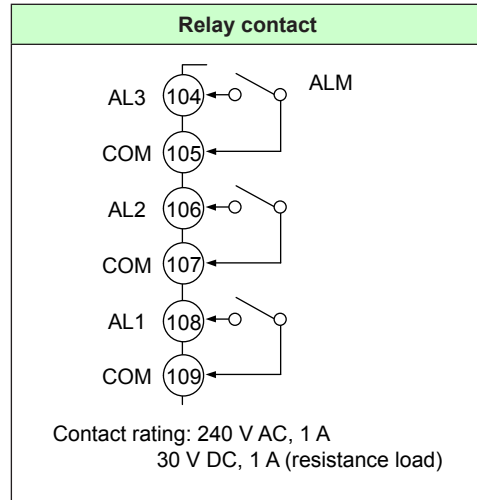 Relay contact
AL3 104 ALM
COM 105
AL2 106
COM 107
AL1 108
COM 109
Contact rating: 240 V AC, 1 A
30 V DC, 1 A (resistance load)